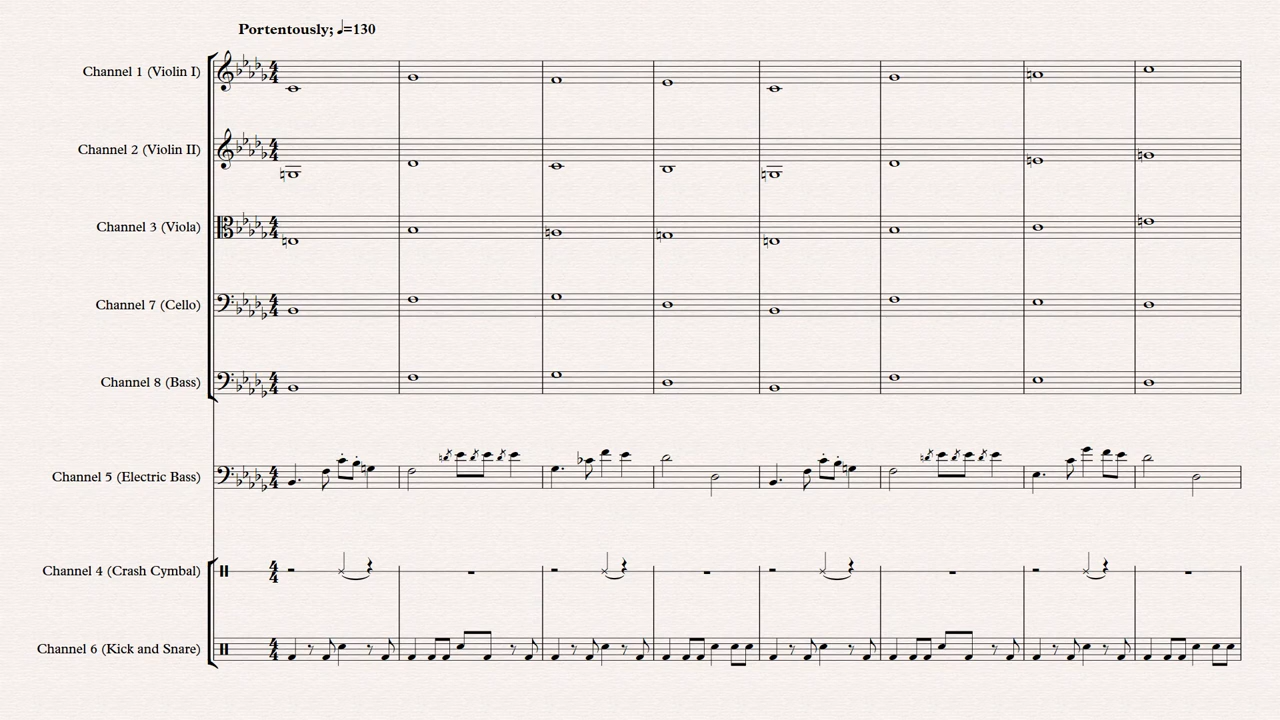 Portentously; ♩=130
Channel 1 (Violin I)
Channel 2 (Violin II)
Channel 3 (Viola)
Channel 7 (Cello)
Channel 8 (Bass)
Channel 5 (Electric Bass)
Channel 4 (Crash Cymbal)
Channel 6 (Kick and Snare)